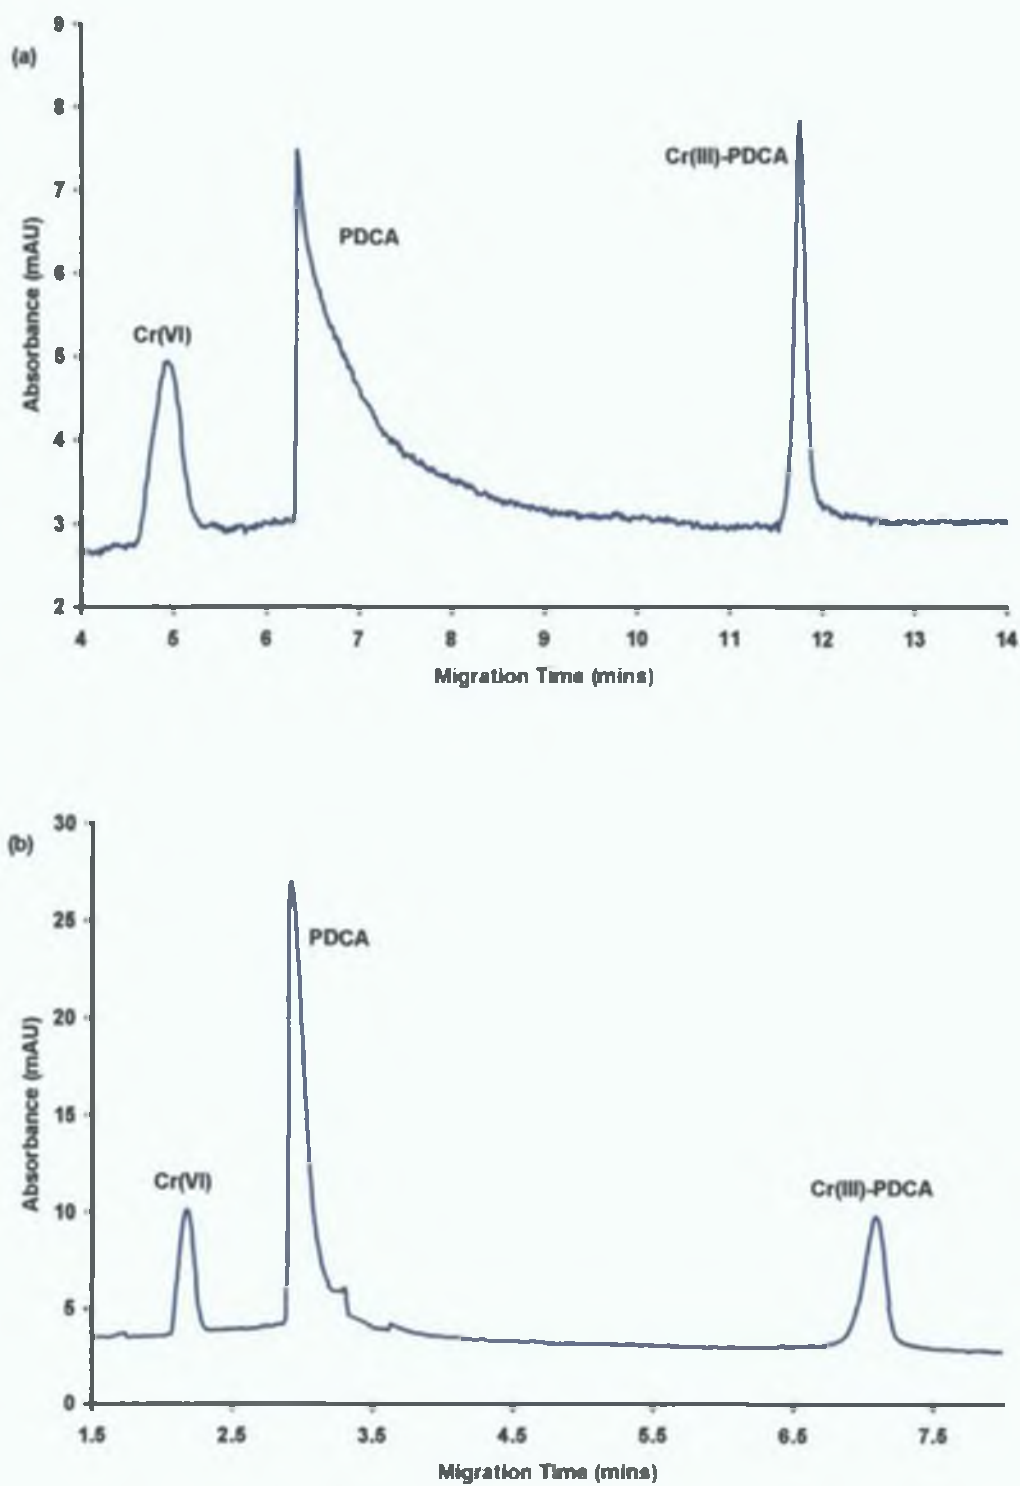 (a)
9
8
7
6
5
4
3
2
Absorbance (mAU)
Cr(VI)
PDCA
Cr(III)-PDCA
4 5 6 7 8 9 10 11 12 13 14
Migration Time (mins)
(b)
30
25
20
15
10
5
0
Absorbance (mAU)
Cr(VI)
PDCA
Cr(III)-PDCA
1.5 2.5 3.5 4.5 5.5 6.5 7.5
Migration Time (mins)